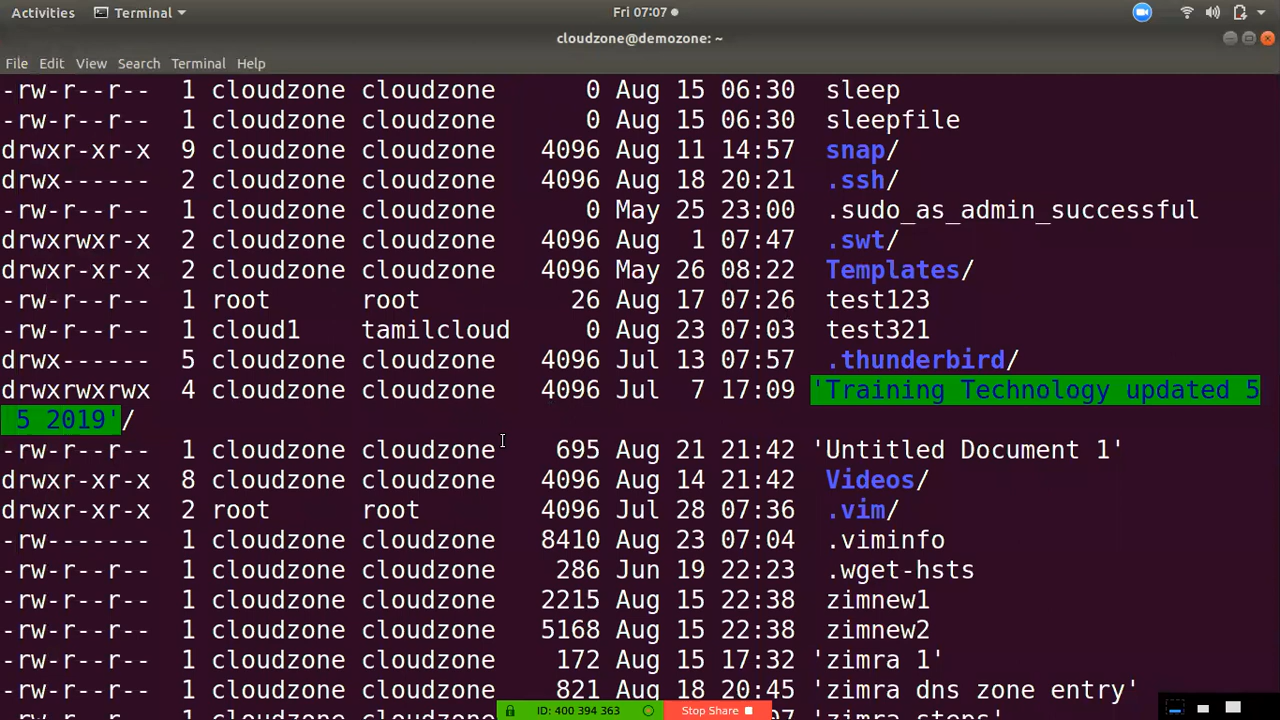 Activities Terminal Fri 07:07
cloudzone@demozone: ~
File Edit View Search Terminal Help
-rw-r--r-- 1 cloudzone cloudzone 0 Aug 15 06:30 sleep
-rw-r--r-- 1 cloudzone cloudzone 0 Aug 15 06:30 sleepfile
drwxr-xr-x 9 cloudzone cloudzone 4096 Aug 11 14:57 snap/
drwx------ 2 cloudzone cloudzone 4096 Aug 18 20:21 .ssh/
-rw-r--r-- 1 cloudzone cloudzone 0 May 25 23:00 .sudo_as_admin_successful
drwxrwxr-x 2 cloudzone cloudzone 4096 Aug 1 07:47 .swt/
drwxr-xr-x 2 cloudzone cloudzone 4096 May 26 08:22 Templates/
-rw-r--r-- 1 root root 26 Aug 17 07:26 test123
-rw-r--r-- 1 cloud1 tamilcloud 0 Aug 23 07:03 test321
drwx------ 5 cloudzone cloudzone 4096 Jul 13 07:57 .thunderbird/
drwxrwxrwx 4 cloudzone cloudzone 4096 Jul 7 17:09 'Training Technology updated 5
5 2019'/
-rw-r--r-- 1 cloudzone cloudzone 695 Aug 21 21:42 'Untitled Document 1'
drwxr-xr-x 8 cloudzone cloudzone 4096 Aug 14 21:42 Videos/
drwxr-xr-x 2 root root 4096 Jul 28 07:36 .vim/
-rw------- 1 cloudzone cloudzone 8410 Aug 23 07:04 .viminfo
-rw-r--r-- 1 cloudzone cloudzone 286 Jun 19 22:23 .wget-hsts
-rw-r--r-- 1 cloudzone cloudzone 2215 Aug 15 22:38 zimnew1
-rw-r--r-- 1 cloudzone cloudzone 5168 Aug 15 22:38 zimnew2
-rw-r--r-- 1 cloudzone cloudzone 172 Aug 15 17:32 'zimra 1'
-rw-r--r-- 1 cloudzone cloudzone 821 Aug 18 20:45 'zimra dns zone entry'
ID: 400 394 363 Stop Share